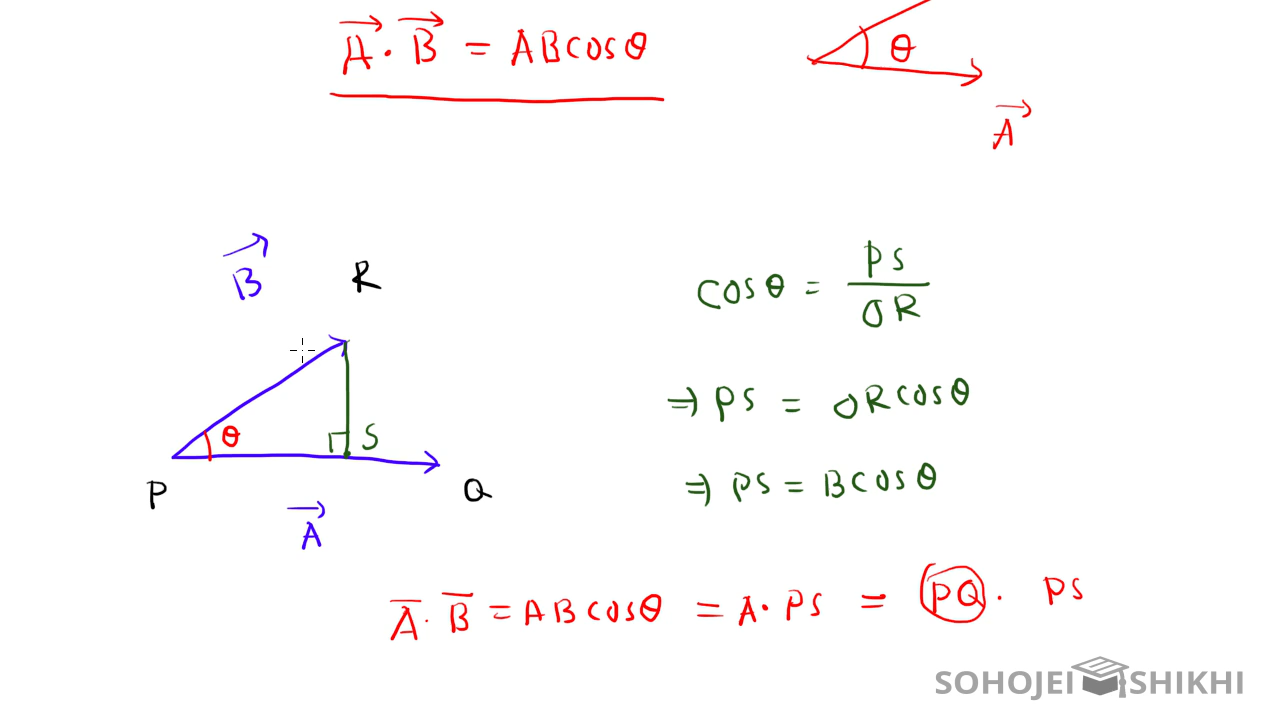 A⃗ · B⃗ = ABcosθ
θ
A⃗
B⃗
R
cosθ = PS/OR
⇒ PS = ORcosθ
θ
S
P
Q
A⃗
⇒ PS = Bcosθ
A̅ · B̅ = ABcosθ = A · PS = (PQ) · PS
SOHOJEI SHIKHI